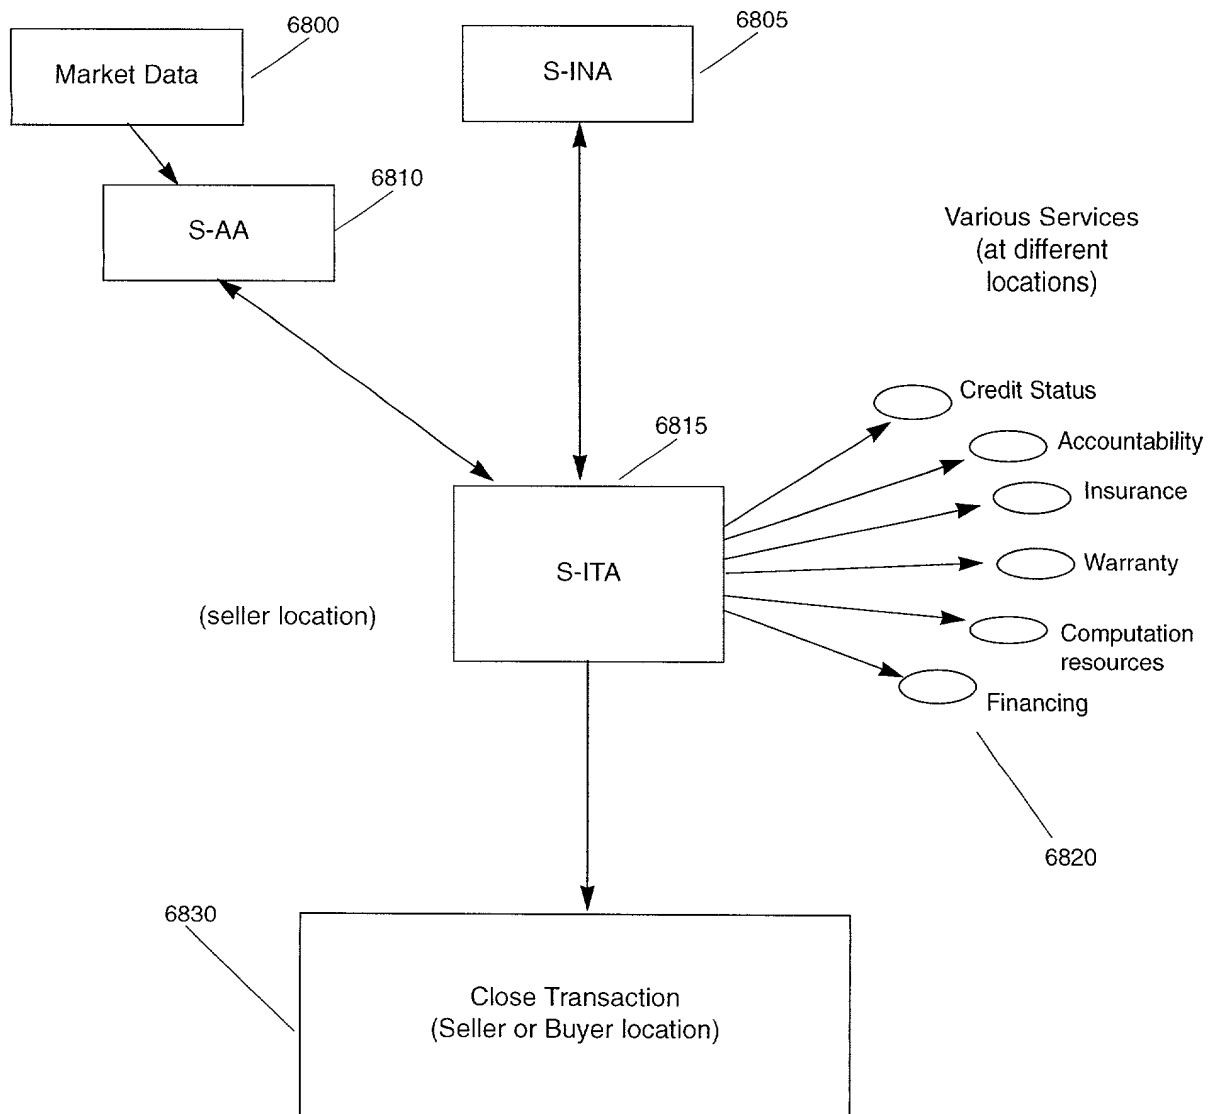 6800
6805
Market Data
S-INA
6810
S-AA
Various Services
(at different
locations)
Credit Status
6815
Accountability
Insurance
S-ITA
Warranty
(seller location)
Computation
resources
Financing
6820
6830
Close Transaction
(Seller or Buyer location)